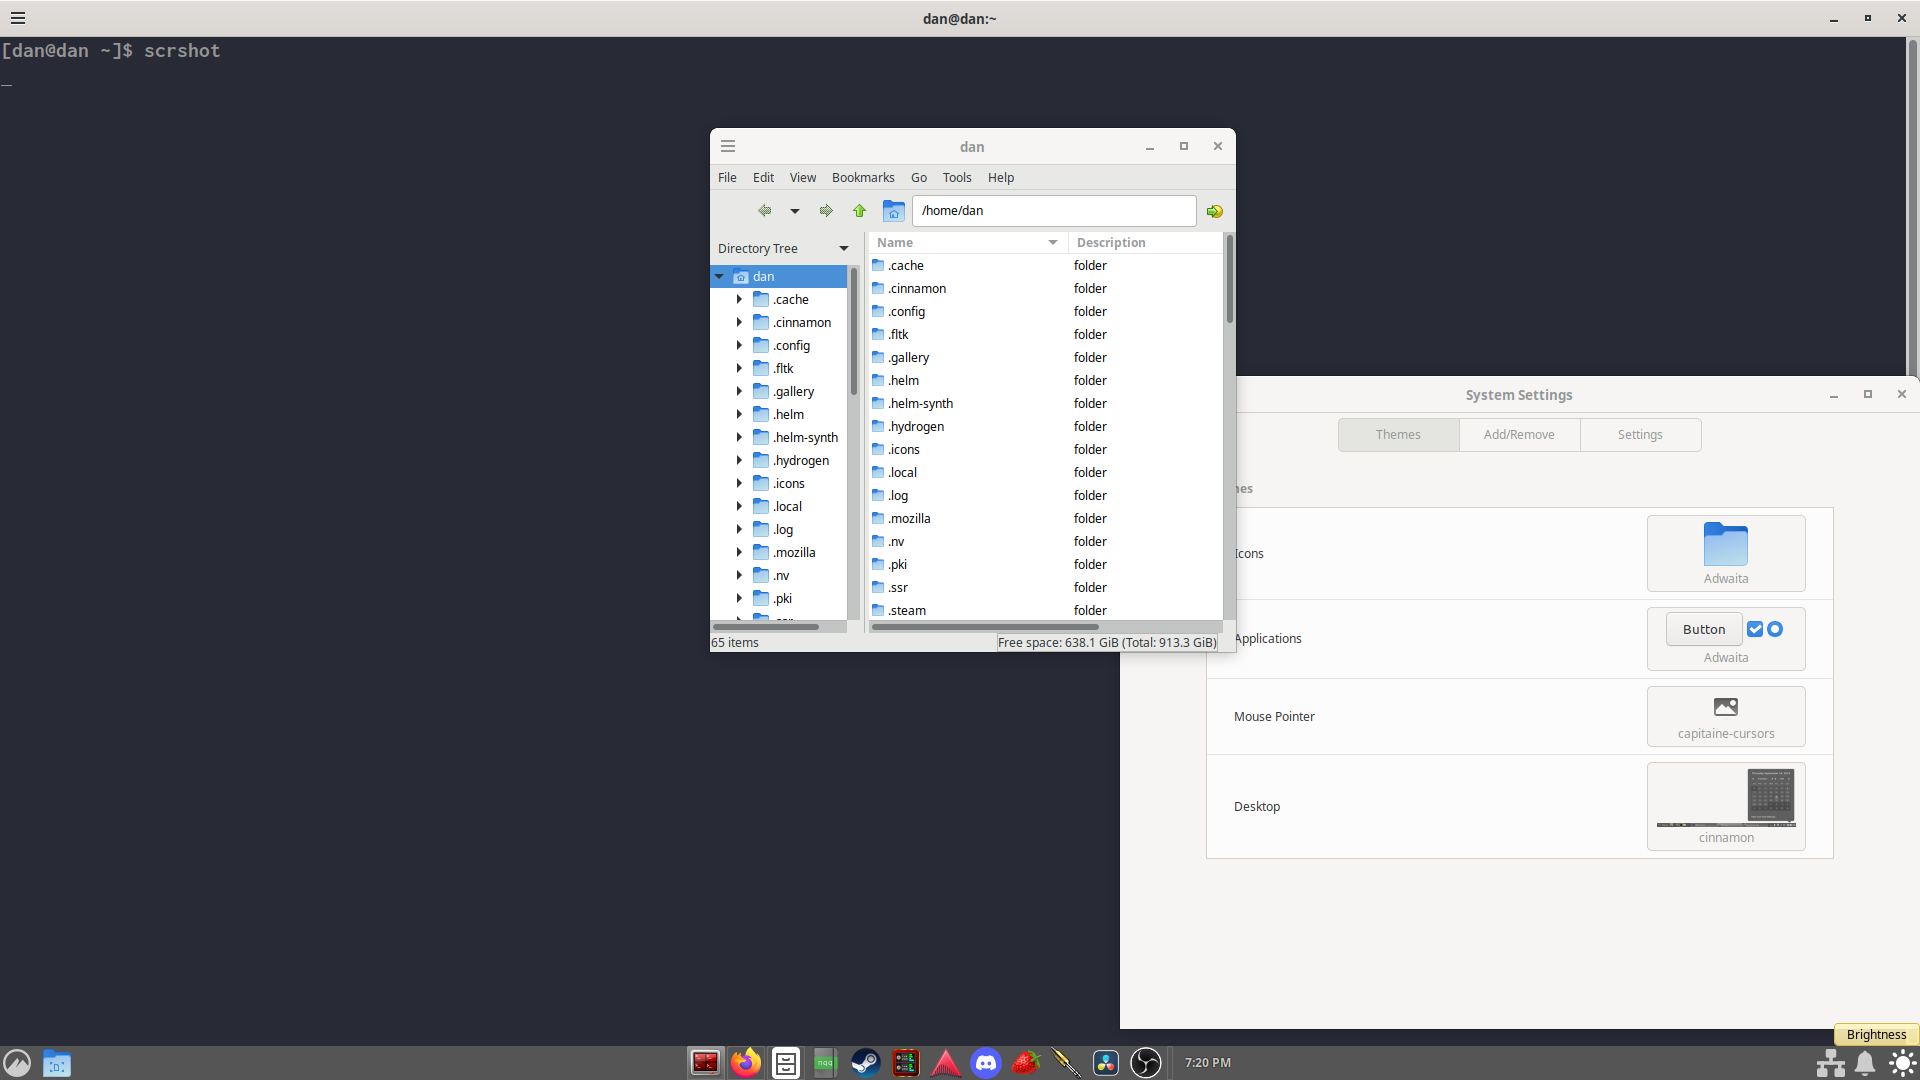 dan@dan:~
[dan@dan ~]$ scrshot
_
dan
File Edit View Bookmarks Go Tools Help
/home/dan
Directory Tree
dan
.cache
.cinnamon
.config
.fltk
.gallery
.helm
.helm-synth
.hydrogen
.icons
.local
.log
.mozilla
.nv
.pki
Name Description
.cache folder
.cinnamon folder
.config folder
.fltk folder
.gallery folder
.helm folder
.helm-synth folder
.hydrogen folder
.icons folder
.local folder
.log folder
.mozilla folder
.nv folder
.pki folder
.ssr folder
.steam folder
65 items
Free space: 638.1 GiB (Total: 913.3 GiB)
System Settings
Themes Add/Remove Settings
Icons
Adwaita
Applications
Button
Adwaita
Mouse Pointer
capitaine-cursors
Desktop
cinnamon
Brightness
nqq
7:20 PM